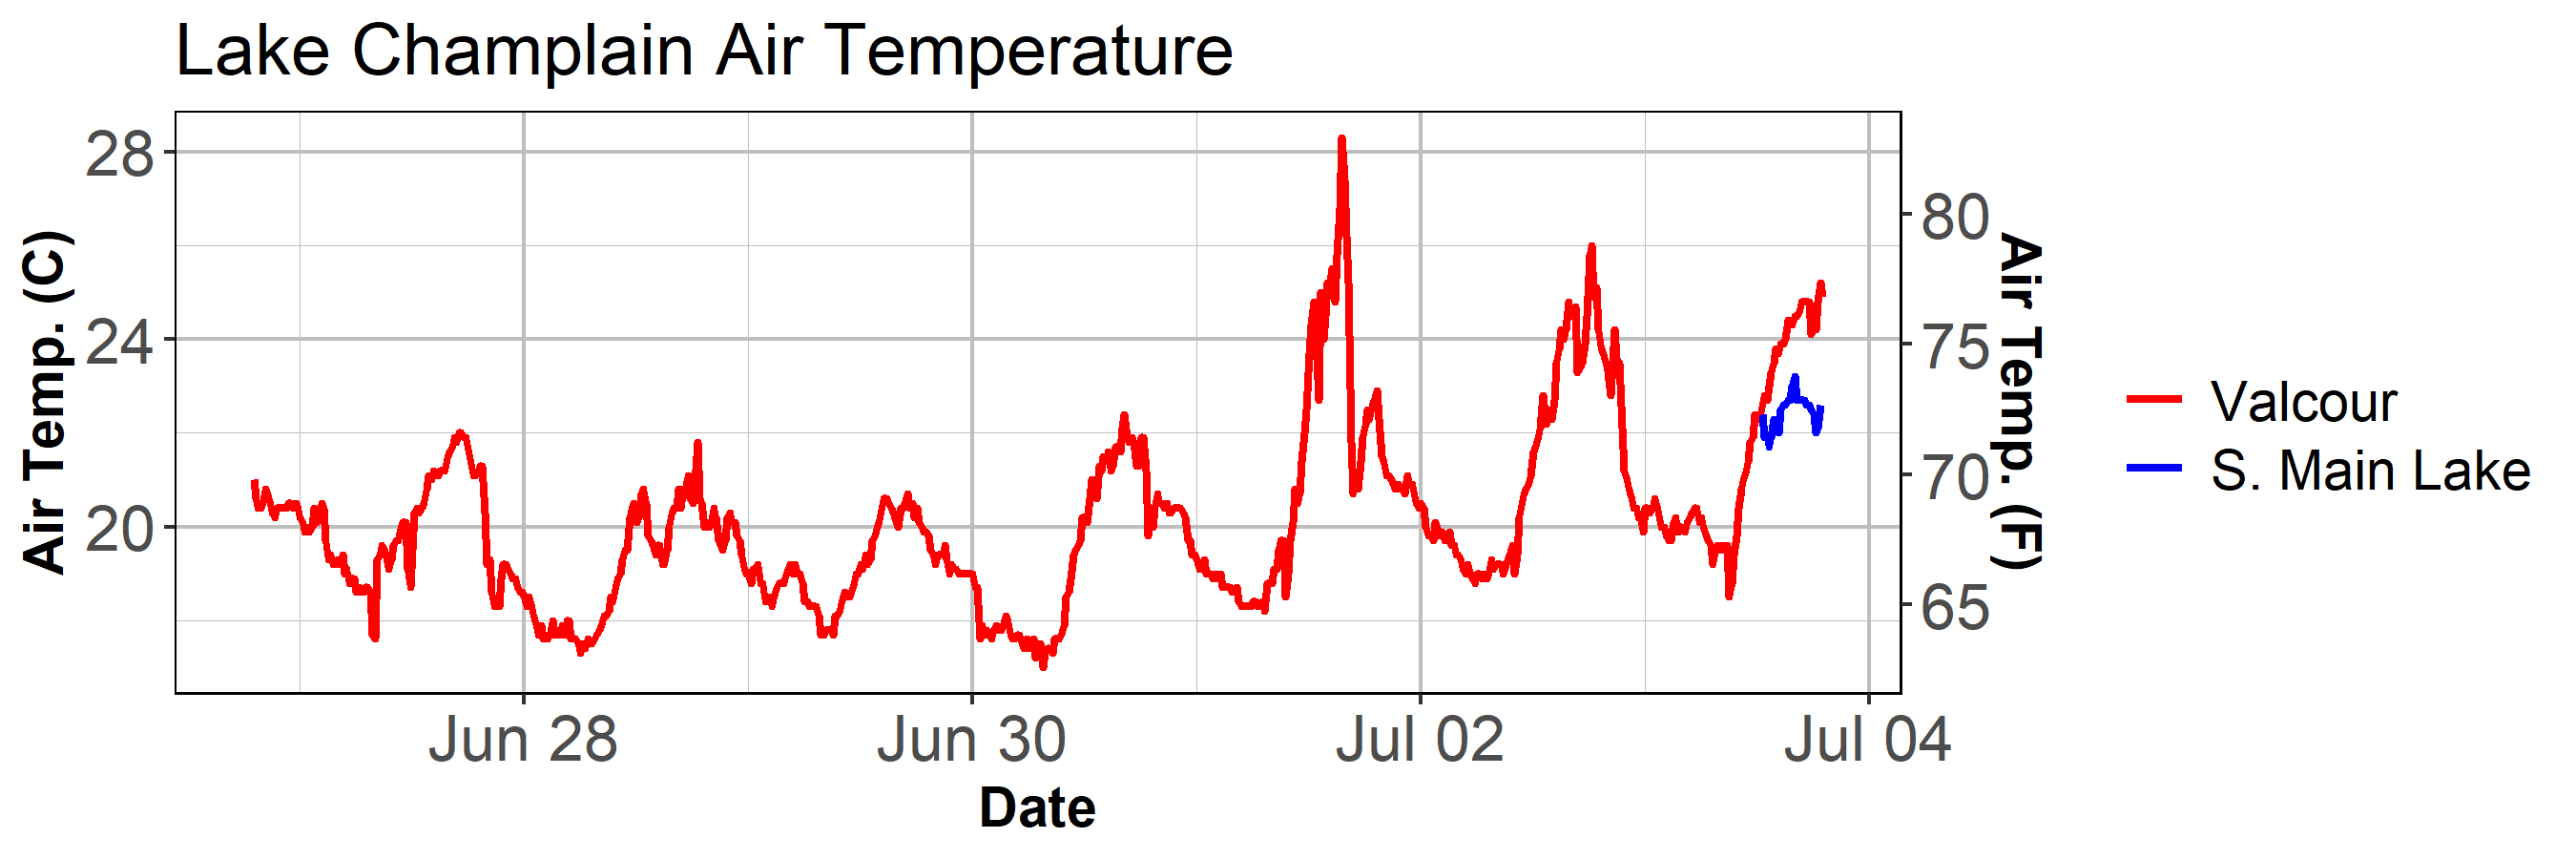 Lake Champlain Air Temperature
Air Temp. (C)
28
24
20
80
75
70
65
Air Temp. (F)
Jun 28
Jun 30
Jul 02
Jul 04
Date
Valcour
S. Main Lake